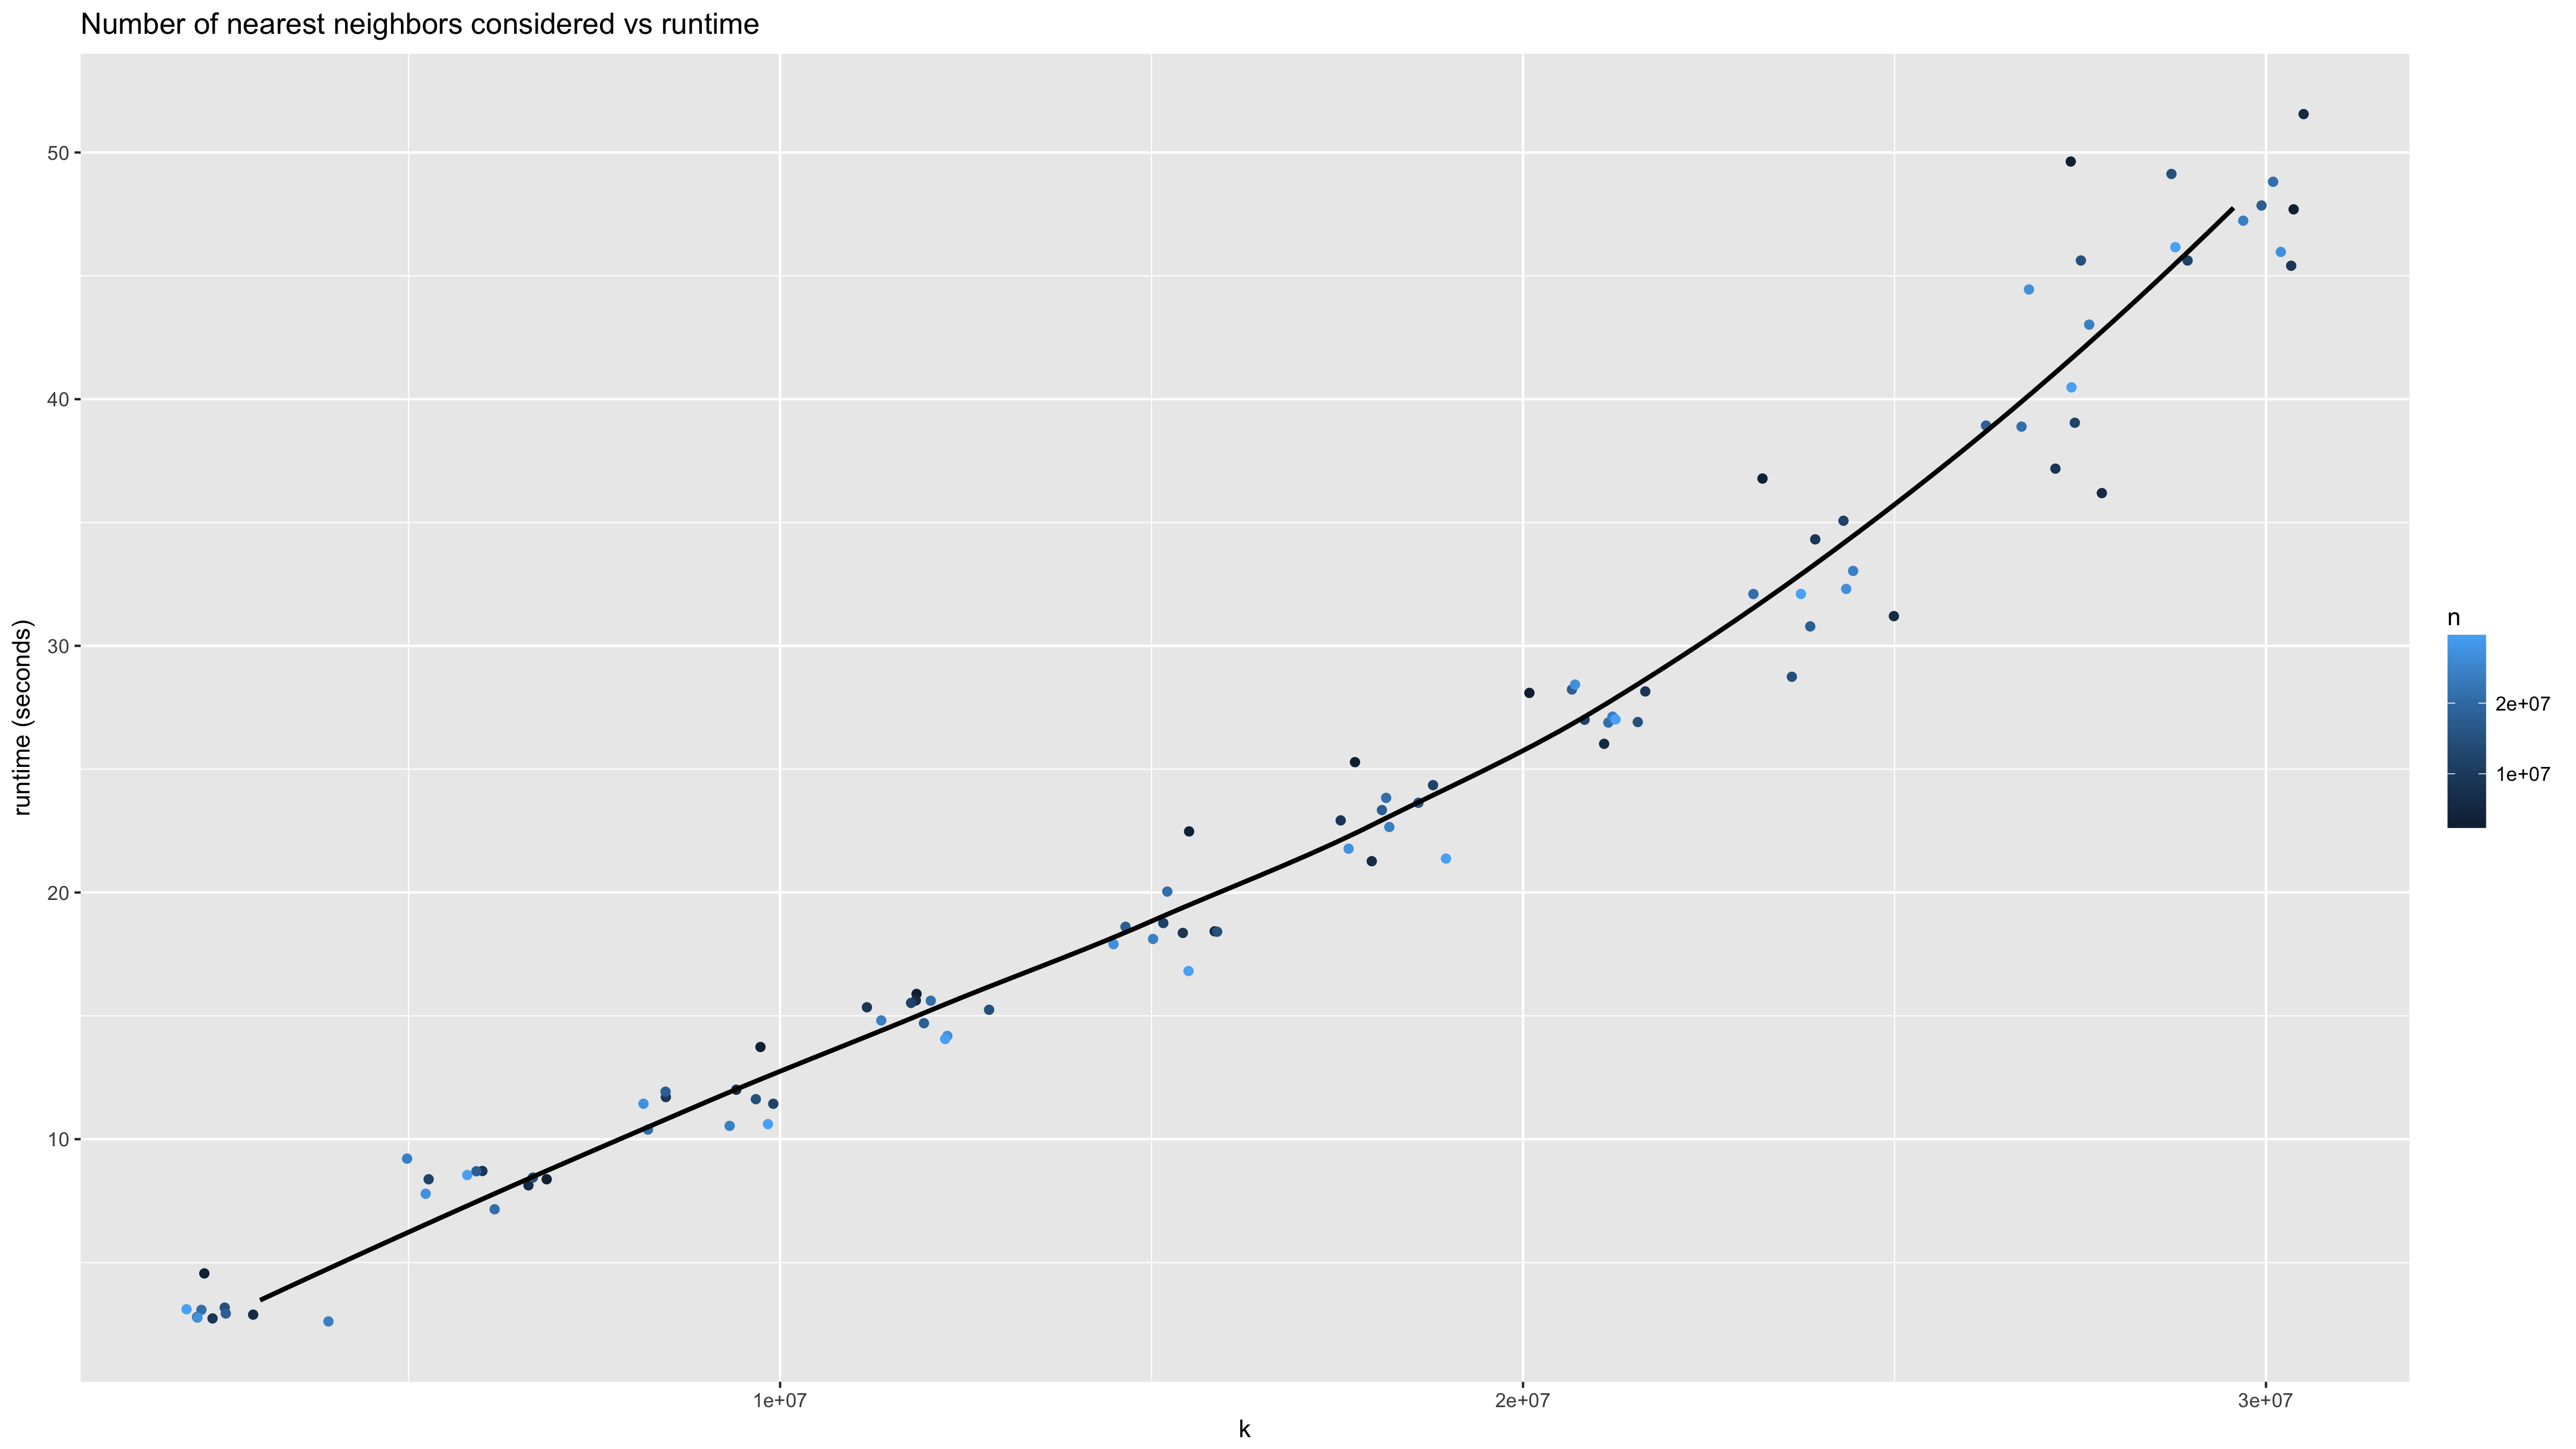 Number of nearest neighbors considered vs runtime
50
40
30
20
10
runtime (seconds)
1e+07
2e+07
3e+07
k
n
2e+07
1e+07